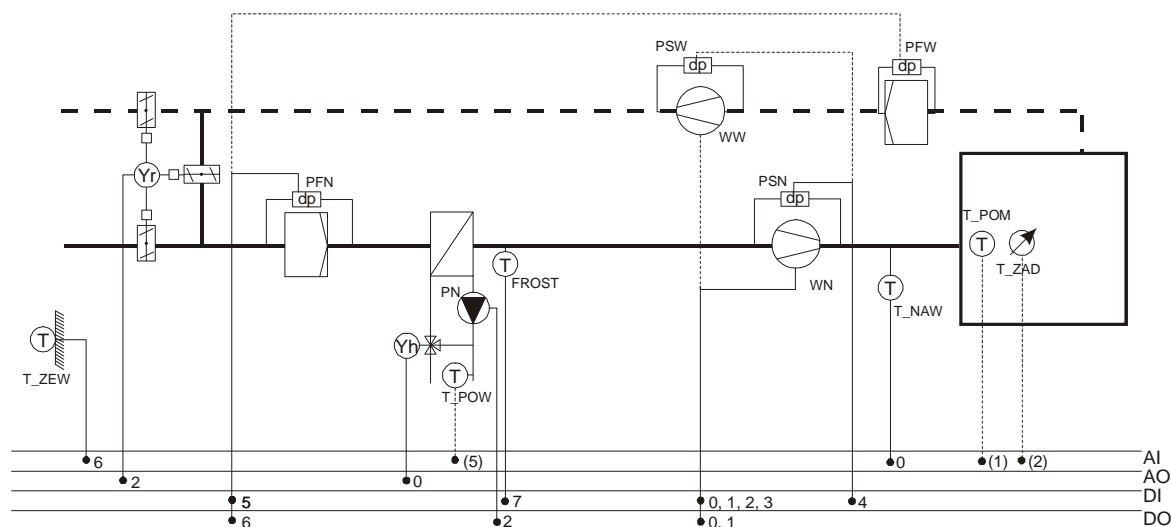 PSW
PFW
dp
dp
WW
Yr
PFN
PSN
dp
dp
T_POM
T
T
T_ZAD
FROST
PN
WN
T
T_NAW
T
T_ZEW
Yh
T
T_POW
6
(5)
0
(1)
(2)
AI
2
0
AO
5
7
0, 1, 2, 3
4
DI
6
2
0, 1
DO